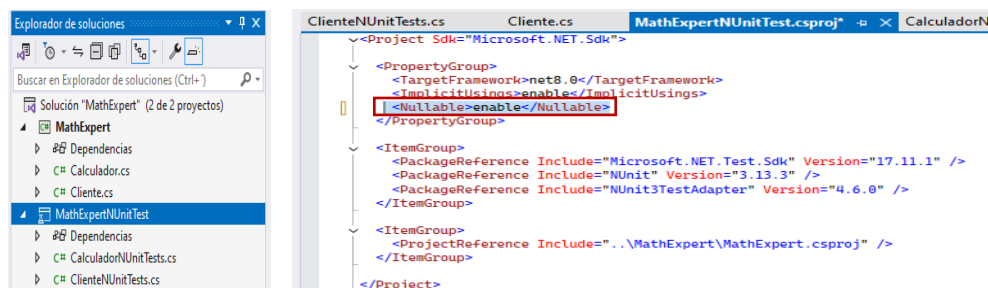 Explorador de soluciones
Buscar en Explorador de soluciones (Ctrl+')
Solución "MathExpert" (2 de 2 proyectos)
C# MathExpert
Dependencias
C# Calculador.cs
C# Cliente.cs
MathExpertNUnitTest
Dependencias
C# CalculadorNUnitTests.cs
C# ClienteNUnitTests.cs
ClienteNUnitTests.cs Cliente.cs MathExpertNUnitTest.csproj* CalculadorN
<Project Sdk="Microsoft.NET.Sdk">
<PropertyGroup>
<TargetFramework>net8.0</TargetFramework>
<ImplicitUsings>enable</ImplicitUsings>
<Nullable>enable</Nullable>
</PropertyGroup>
<ItemGroup>
<PackageReference Include="Microsoft.NET.Test.Sdk" Version="17.11.1" />
<PackageReference Include="NUnit" Version="3.13.3" />
<PackageReference Include="NUnit3TestAdapter" Version="4.6.0" />
</ItemGroup>
<ItemGroup>
<ProjectReference Include="..\MathExpert\MathExpert.csproj" />
</ItemGroup>
</Project>